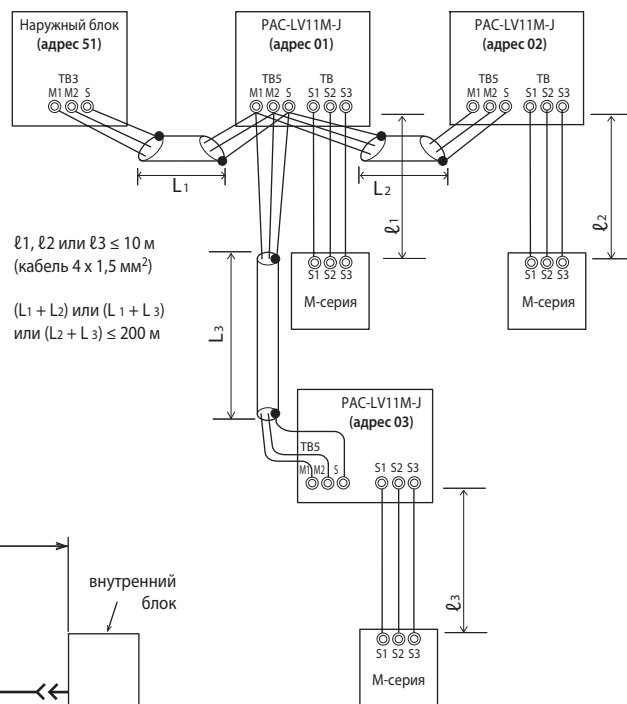 Наружный блок
(адрес 51)
TB3
M1 M2 S
PAC-LV11M-J
(адрес 01)
TB5 TB
M1 M2 S S1 S2 S3
PAC-LV11M-J
(адрес 02)
TB5 TB
M1 M2 S S1 S2 S3
L1
L2
ℓ1
ℓ2
ℓ1, ℓ2 или ℓ3 ≤ 10 м
(кабель 4 x 1,5 мм²)
(L1 + L2) или (L 1 + L 3)
или (L2 + L 3) ≤ 200 м
S1 S2 S3
М-серия
S1 S2 S3
М-серия
L3
PAC-LV11M-J
(адрес 03)
TB5
M1 M2 S
S1 S2 S3
ℓ3
внутренний
блок
S1 S2 S3
М-серия